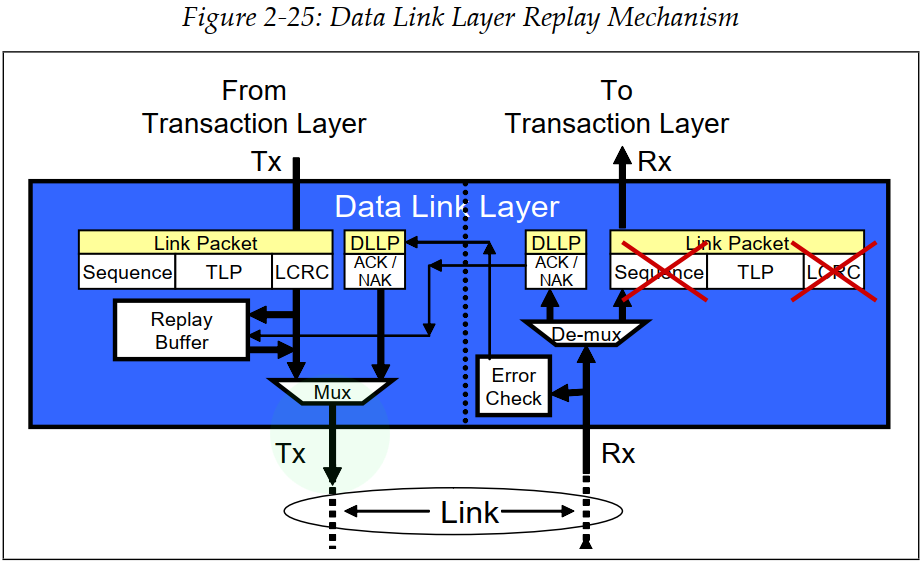 Figure 2-25: Data Link Layer Replay Mechanism
From
Transaction Layer
To
Transaction Layer
Tx
Rx
Data Link Layer
Link Packet
Sequence
TLP
LCRC
DLLP
ACK /
NAK
DLLP
ACK /
NAK
Link Packet
Sequence
TLP
LCRC
Replay
Buffer
De-mux
Error
Check
Mux
Tx
Rx
Link